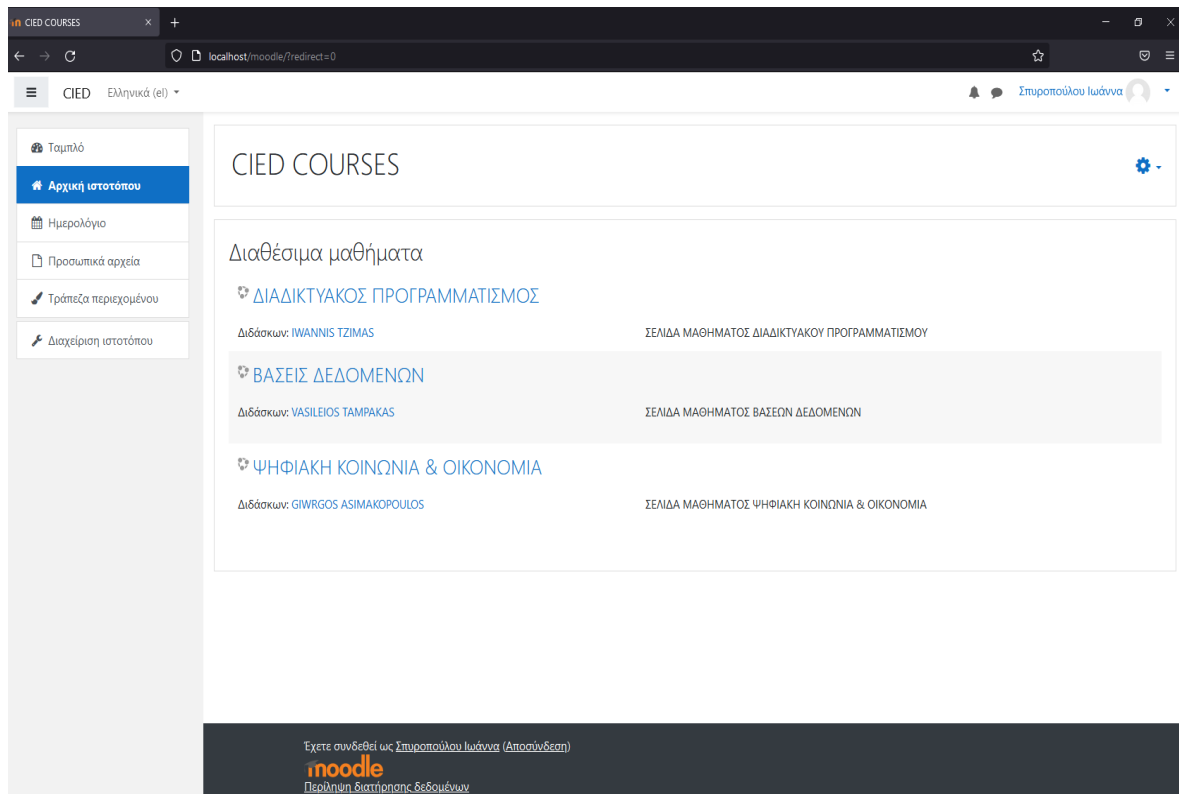 CIED COURSES
localhost/moodle/?redirect=0
CIED Ελληνικά (el)
Σπυροπούλου Ιωάννα
Ταμπλό
Αρχική ιστοτόπου
Ημερολόγιο
Προσωπικά αρχεία
Τράπεζα περιεχομένου
Διαχείριση ιστοτόπου
CIED COURSES
Διαθέσιμα μαθήματα
ΔΙΑΔΙΚΤΥΑΚΟΣ ΠΡΟΓΡΑΜΜΑΤΙΣΜΟΣ
Διδάσκων: IWANNIS TZIMAS
ΣΕΛΙΔΑ ΜΑΘΗΜΑΤΟΣ ΔΙΑΔΙΚΤΥΑΚΟΥ ΠΡΟΓΡΑΜΜΑΤΙΣΜΟΥ
ΒΑΣΕΙΣ ΔΕΔΟΜΕΝΩΝ
Διδάσκων: VASILEIOS TAMPAKAS
ΣΕΛΙΔΑ ΜΑΘΗΜΑΤΟΣ ΒΑΣΕΩΝ ΔΕΔΟΜΕΝΩΝ
ΨΗΦΙΑΚΗ ΚΟΙΝΩΝΙΑ & ΟΙΚΟΝΟΜΙΑ
Διδάσκων: GIWRGOS ASIMAKOPOULOS
ΣΕΛΙΔΑ ΜΑΘΗΜΑΤΟΣ ΨΗΦΙΑΚΗ ΚΟΙΝΩΝΙΑ & ΟΙΚΟΝΟΜΙΑ
Έχετε συνδεθεί ως Σπυροπούλου Ιωάννα (Αποσύνδεση)
moodle
Περίληψη διατήρησης δεδομένων